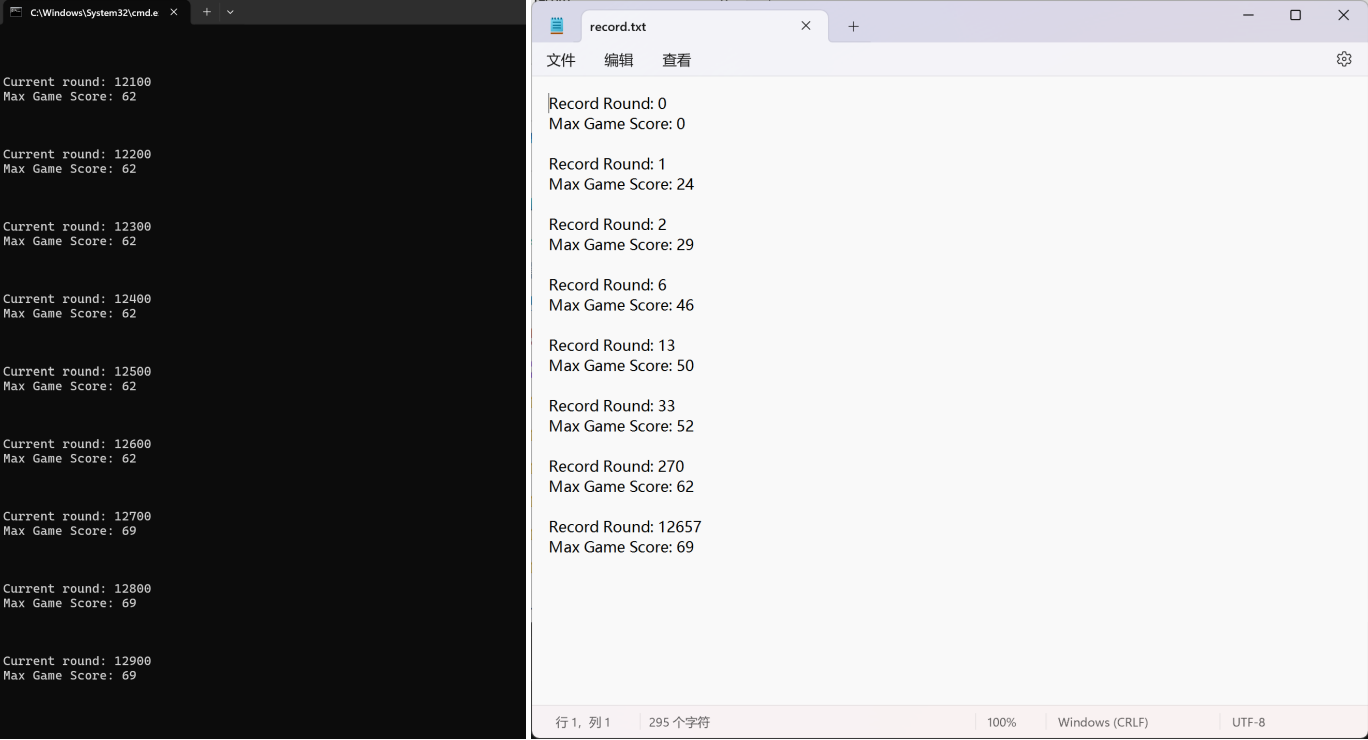 C:\Windows\System32\cmd.e
Current round: 12100
Max Game Score: 62
Current round: 12200
Max Game Score: 62
Current round: 12300
Max Game Score: 62
Current round: 12400
Max Game Score: 62
Current round: 12500
Max Game Score: 62
Current round: 12600
Max Game Score: 62
Current round: 12700
Max Game Score: 69
Current round: 12800
Max Game Score: 69
Current round: 12900
Max Game Score: 69
record.txt
文件 编辑 查看
Record Round: 0
Max Game Score: 0
Record Round: 1
Max Game Score: 24
Record Round: 2
Max Game Score: 29
Record Round: 6
Max Game Score: 46
Record Round: 13
Max Game Score: 50
Record Round: 33
Max Game Score: 52
Record Round: 270
Max Game Score: 62
Record Round: 12657
Max Game Score: 69
行 1，列 1 295 个字符 100% Windows (CRLF) UTF-8